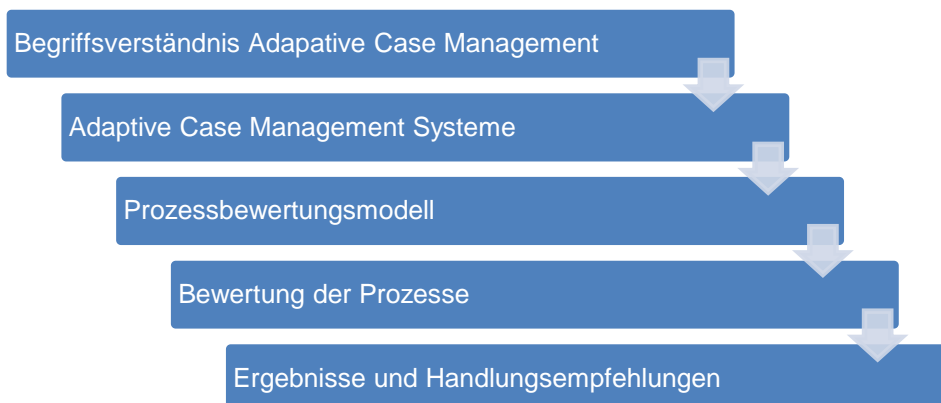 Begriffsverständnis Adapative Case Management
Adaptive Case Management Systeme
Prozessbewertungsmodell
Bewertung der Prozesse
Ergebnisse und Handlungsempfehlungen